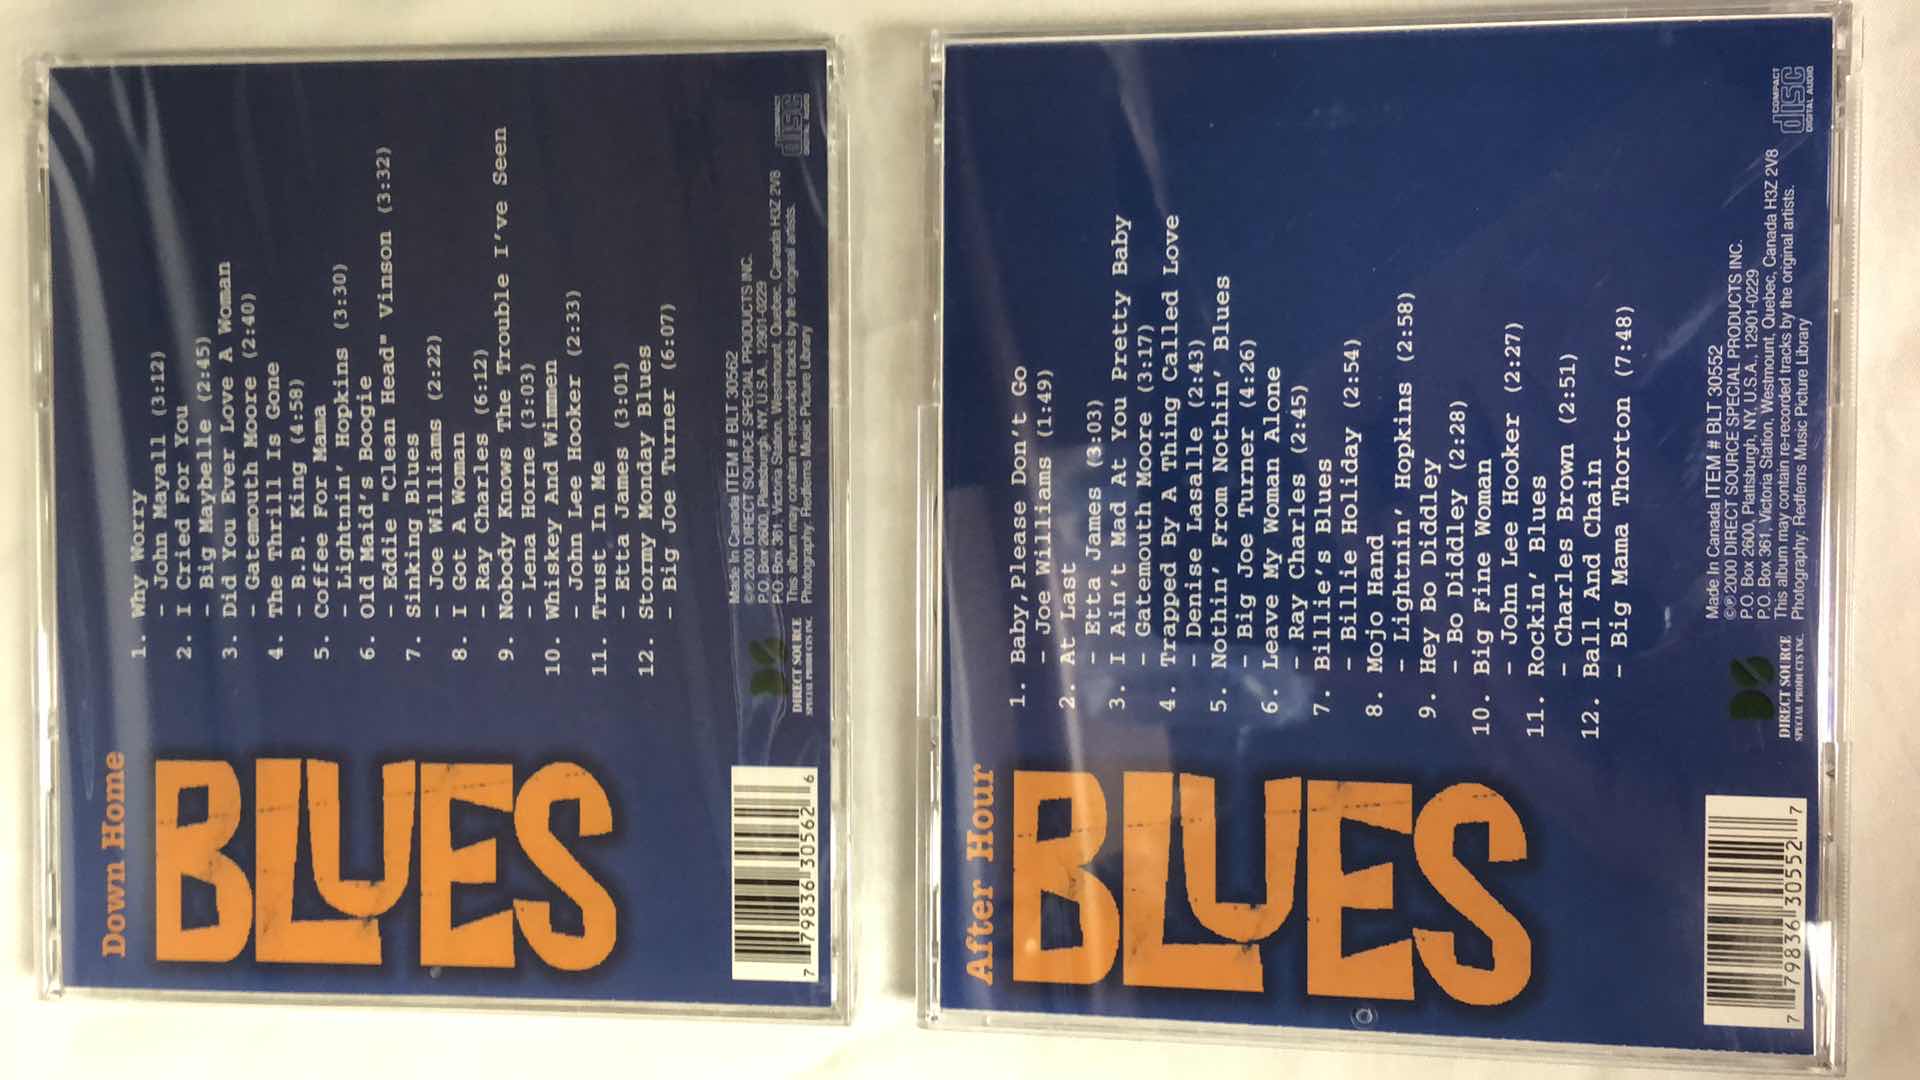 Down Home
BLUES
1. Why Worry
- John Mayall (3:12)
2. I Cried For You
- Big Maybelle (2:45)
3. Did You Ever Love A Woman
- Gatemouth Moore (2:40)
4. The Thrill Is Gone
- B.B. King (4:58)
5. Coffee For Mama
- Lightnin' Hopkins (3:30)
6. Old Maid's Boogie
- Eddie "Clean Head" Vinson (3:32)
7. Sinking Blues
- Joe Williams (2:22)
8. I Got A Woman
- Ray Charles (6:12)
9. Nobody Knows The Trouble I've Seen
- Lena Horne (3:03)
10. Whiskey And Wimmen
- John Lee Hooker (2:33)
11. Trust In Me
- Etta James (3:01)
12. Stormy Monday Blues
- Big Joe Turner (6:07)
7 79836 30562 6
DIRECT SOURCE
SPECIAL PRODUCTS INC.
Made In Canada ITEM # BLT 30562
©℗ 2000 DIRECT SOURCE SPECIAL PRODUCTS INC.
P.O. Box 2600, Plattsburgh, NY, U.S.A., 12901-0229
P.O. Box 361, Victoria Station, Westmount, Quebec, Canada H3Z 2V8
This album may contain re-recorded tracks by the original artists.
Photography: Redferns Music Picture Library
COMPACT
disc
DIGITAL AUDIO
After Hour
BLUES
1. Baby,Please Don't Go
- Joe Williams (1:49)
2. At Last
- Etta James (3:03)
3. I Ain't Mad At You Pretty Baby
- Gatemouth Moore (3:17)
4. Trapped By A Thing Called Love
- Denise Lasalle (2:43)
5. Nothin' From Nothin' Blues
- Big Joe Turner (4:26)
6. Leave My Woman Alone
- Ray Charles (2:45)
7. Billie's Blues
- Billie Holiday (2:54)
8. Mojo Hand
- Lightnin' Hopkins (2:58)
9. Hey Bo Diddley
- Bo Diddley (2:28)
10. Big Fine Woman
- John Lee Hooker (2:27)
11. Rockin' Blues
- Charles Brown (2:51)
12. Ball And Chain
- Big Mama Thorton (7:48)
7 79836 30552 7
DIRECT SOURCE
SPECIAL PRODUCTS INC.
Made In Canada ITEM # BLT 30552
©℗ 2000 DIRECT SOURCE SPECIAL PRODUCTS INC.
P.O. Box 2600, Plattsburgh, NY, U.S.A., 12901-0229
P.O. Box 361, Victoria Station, Westmount, Quebec, Canada H3Z 2V8
This album may contain re-recorded tracks by the original artists.
Photography: Redferns Music Picture Library
COMPACT
disc
DIGITAL AUDIO